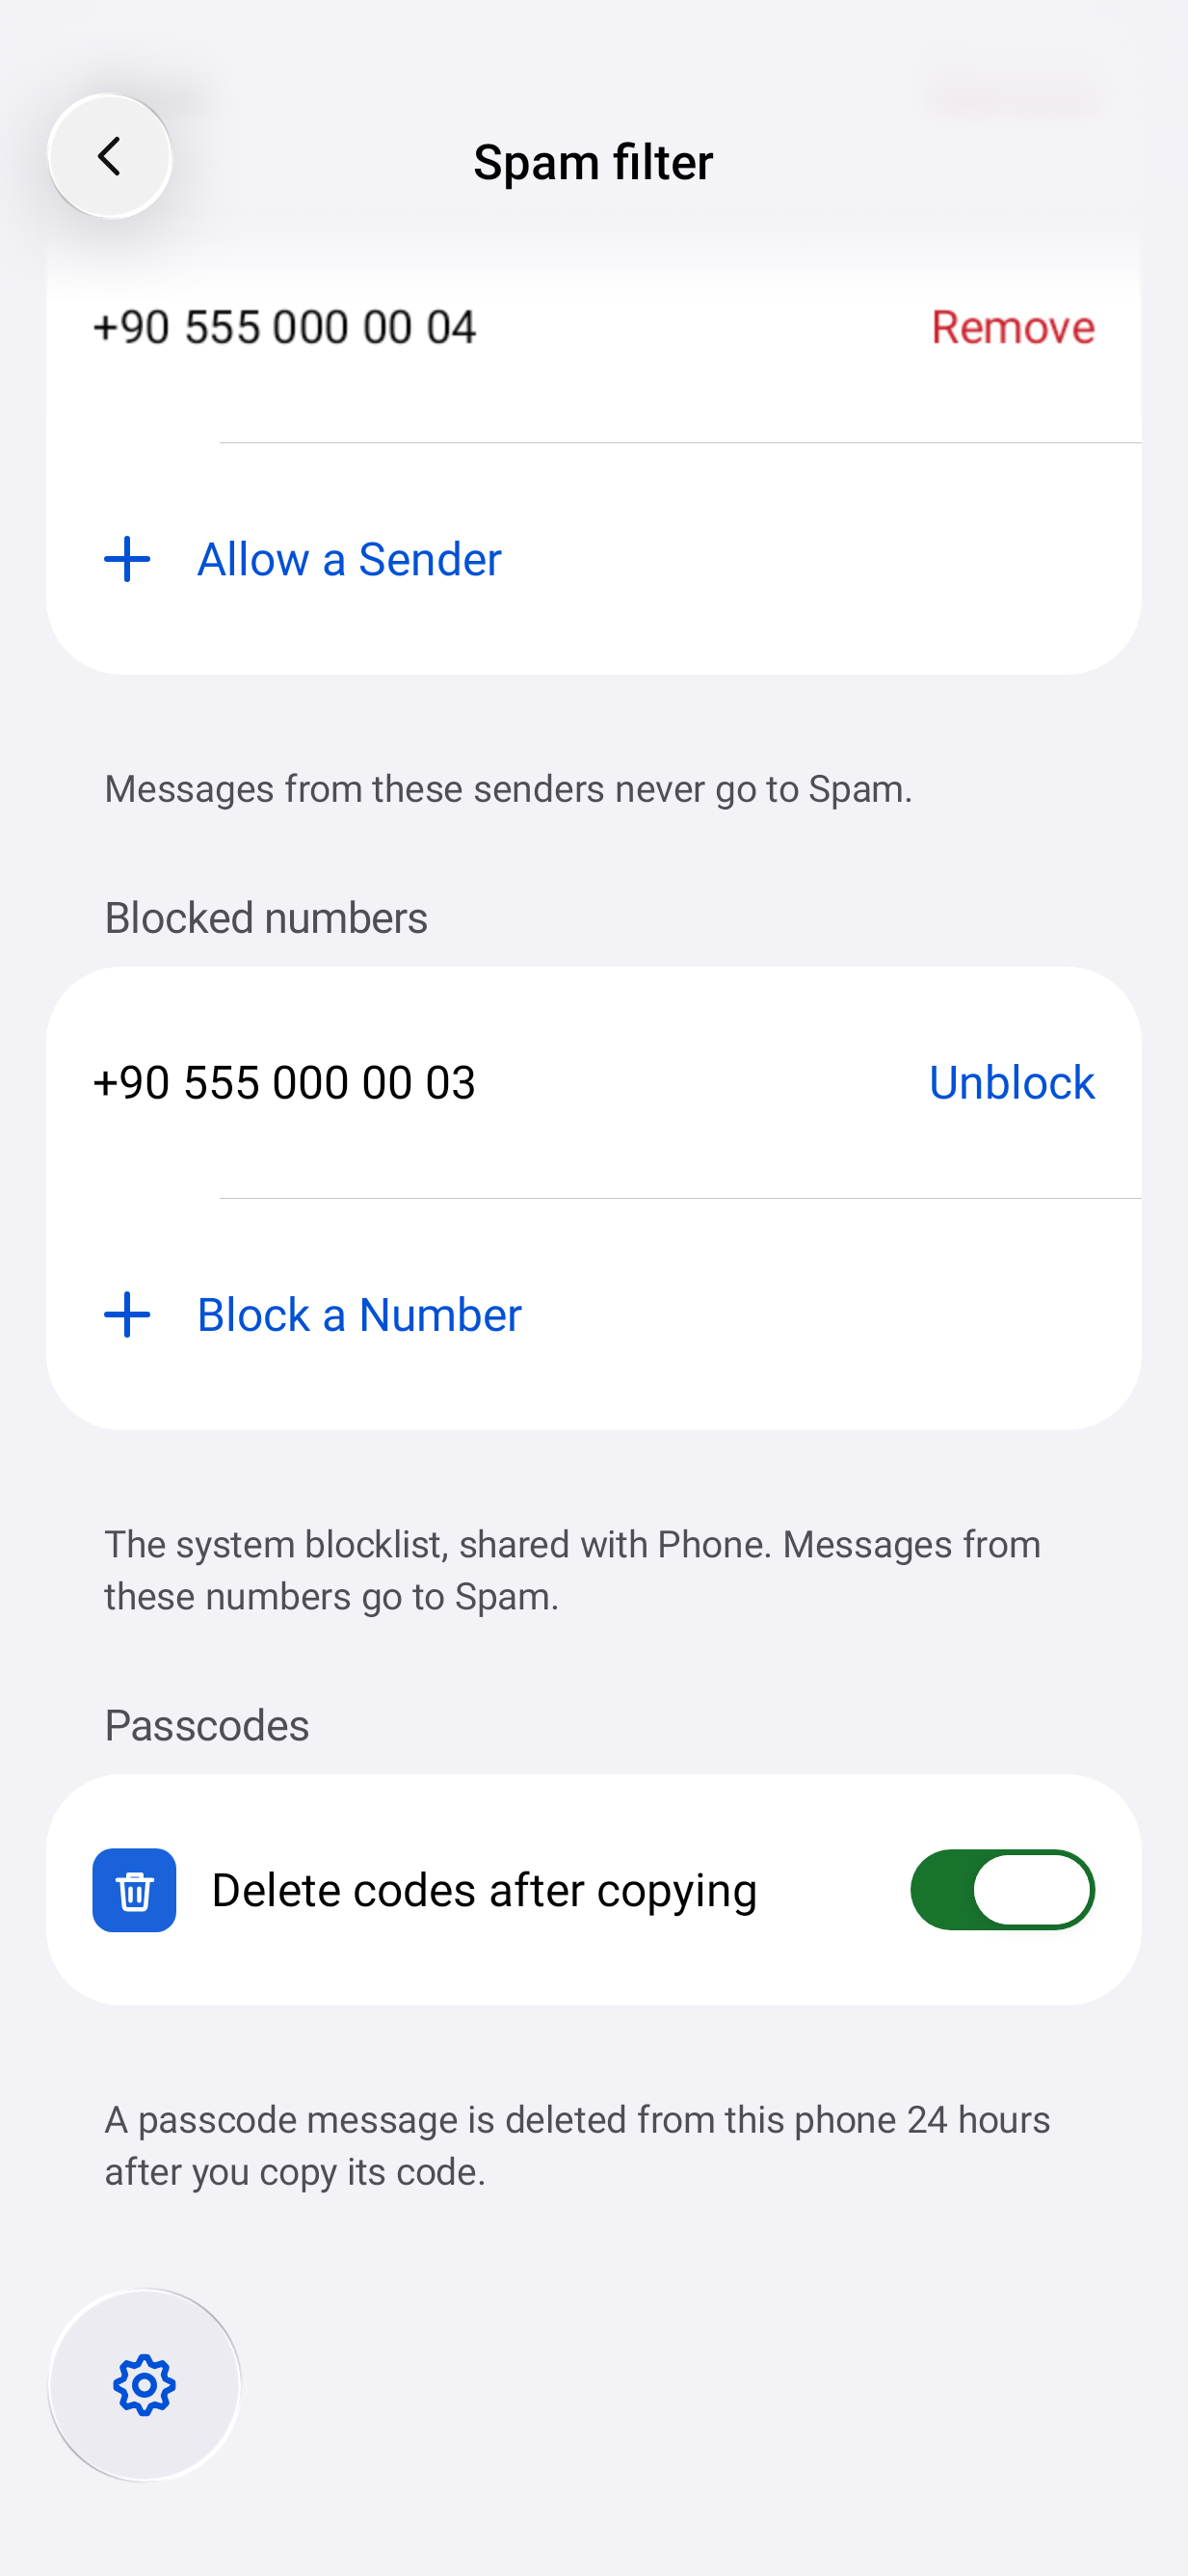 Spam filter
+90 555 000 00 04
Remove
Allow a Sender
Messages from these senders never go to Spam.
Blocked numbers
+90 555 000 00 03
Unblock
Block a Number
The system blocklist, shared with Phone. Messages from
these numbers go to Spam.
Passcodes
Delete codes after copying
A passcode message is deleted from this phone 24 hours
after you copy its code.